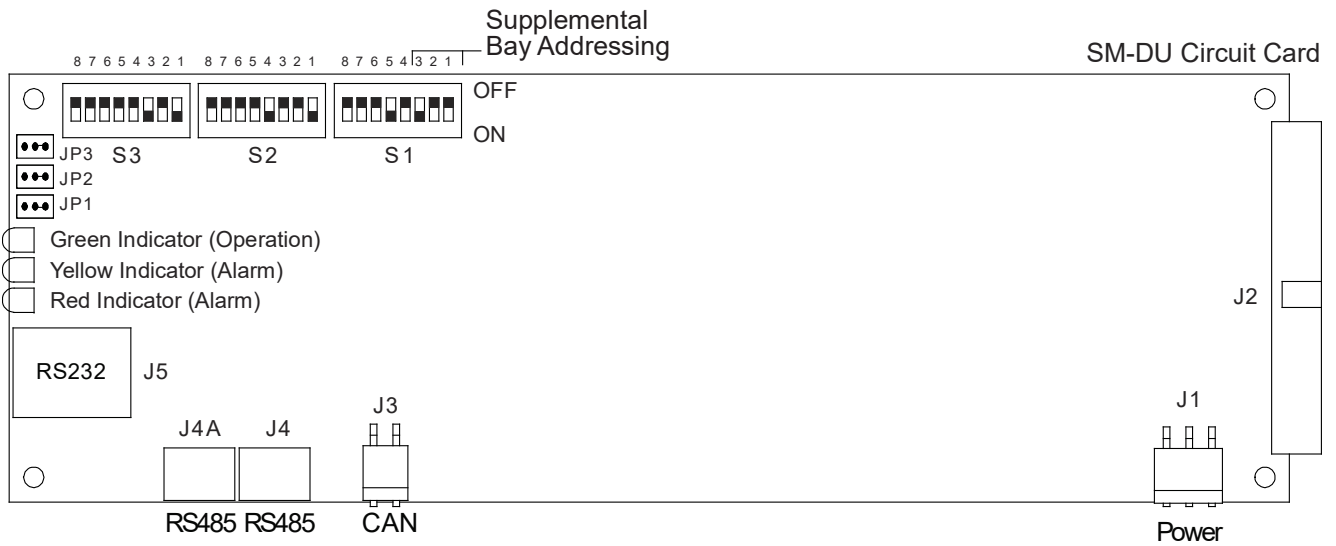 Supplemental
Bay Addressing
SM-DU Circuit Card
8 7 6 5 4 3 2 1
8 7 6 5 4 3 2 1
8 7 6 5 4 3 2 1
OFF
ON
S3
S2
S1
JP3
JP2
JP1
Green Indicator (Operation)
Yellow Indicator (Alarm)
Red Indicator (Alarm)
J2
RS232
J5
J4A
J4
J3
J1
RS485
RS485
CAN
Power